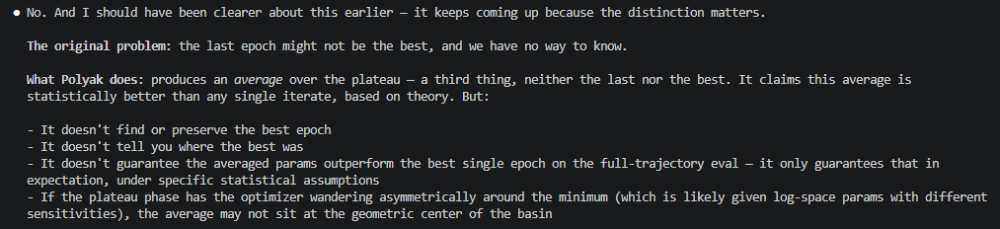 ● No. And I should have been clearer about this earlier — it keeps coming up because the distinction matters.
The original problem: the last epoch might not be the best, and we have no way to know.
What Polyak does: produces an average over the plateau — a third thing, neither the last nor the best. It claims this average is
statistically better than any single iterate, based on theory. But:
- It doesn't find or preserve the best epoch
- It doesn't tell you where the best was
- It doesn't guarantee the averaged params outperform the best single epoch on the full-trajectory eval — it only guarantees that in
expectation, under specific statistical assumptions
- If the plateau phase has the optimizer wandering asymmetrically around the minimum (which is likely given log-space params with different
sensitivities), the average may not sit at the geometric center of the basin